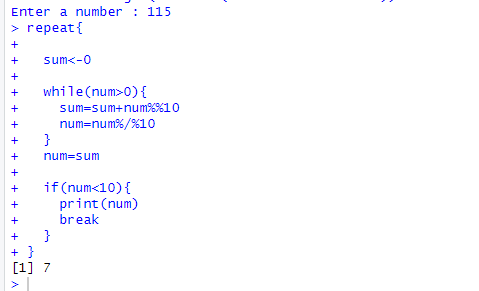 Enter a number : 115
> repeat{
+
+   sum<-0
+
+   while(num>0){
+     sum=sum+num%%10
+     num=num%/%10
+   }
+   num=sum
+
+   if(num<10){
+     print(num)
+     break
+   }
+ }
[1] 7
>